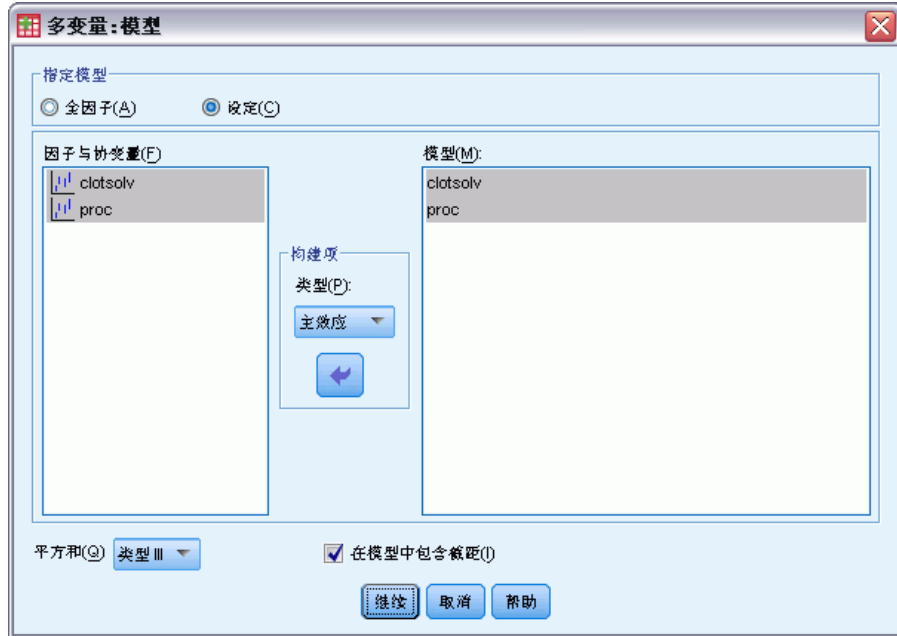 多变量:模型
指定模型
全因子(A)
设定(C)
因子与协变量(F)
模型(M):
clotsolv
proc
clotsolv
proc
构建项
类型(P):
主效应
平方和(Q)
类型 III
在模型中包含截距(I)
继续
取消
帮助